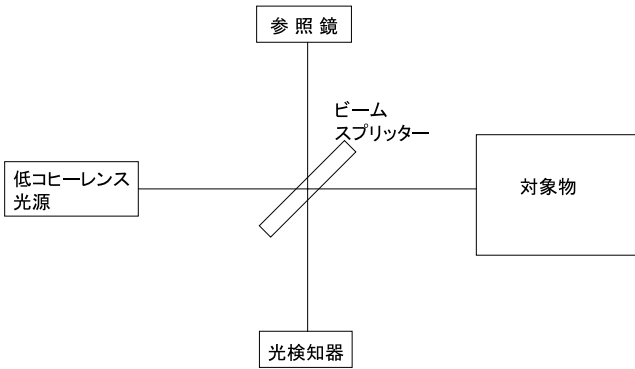 参照鏡
ビーム
スプリッター
低コヒーレンス
光源
対象物
光検知器